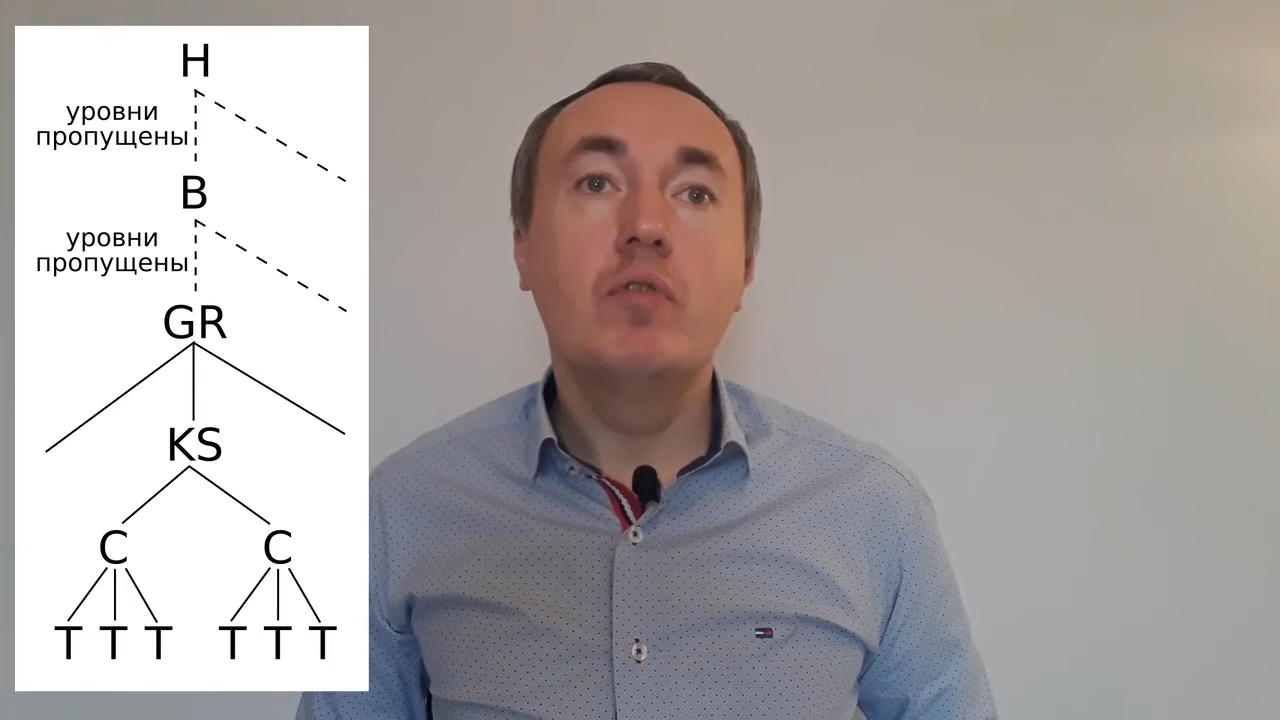 H
уровни
пропущены
B
уровни
пропущены
GR
KS
C C
T T T T T T